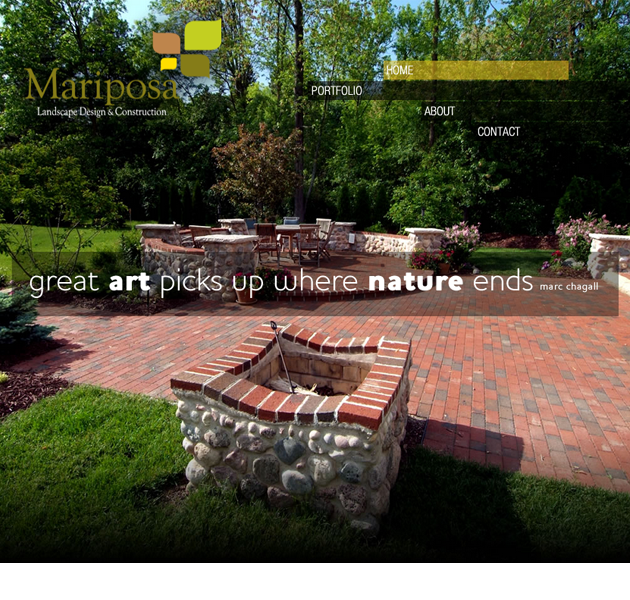 Mariposa
Landscape Design & Construction
HOME
PORTFOLIO
ABOUT
CONTACT
great art picks up where nature ends marc chagall